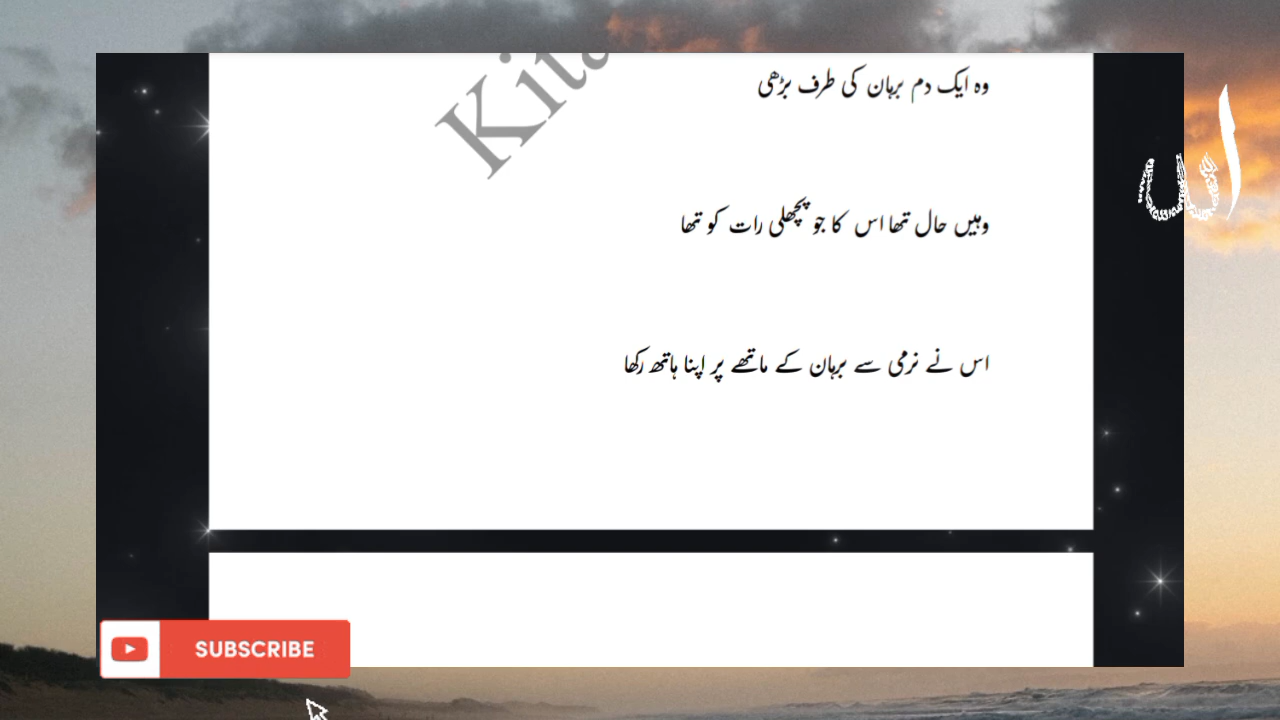 وہ ایک دم برہان کی طرف بڑھی
وہیں حال تھا اس کا جو پچھلی رات کو تھا
اس نے نرمی سے برہان کے ماتھے پر اپنا ہاتھ رکھا
SUBSCRIBE